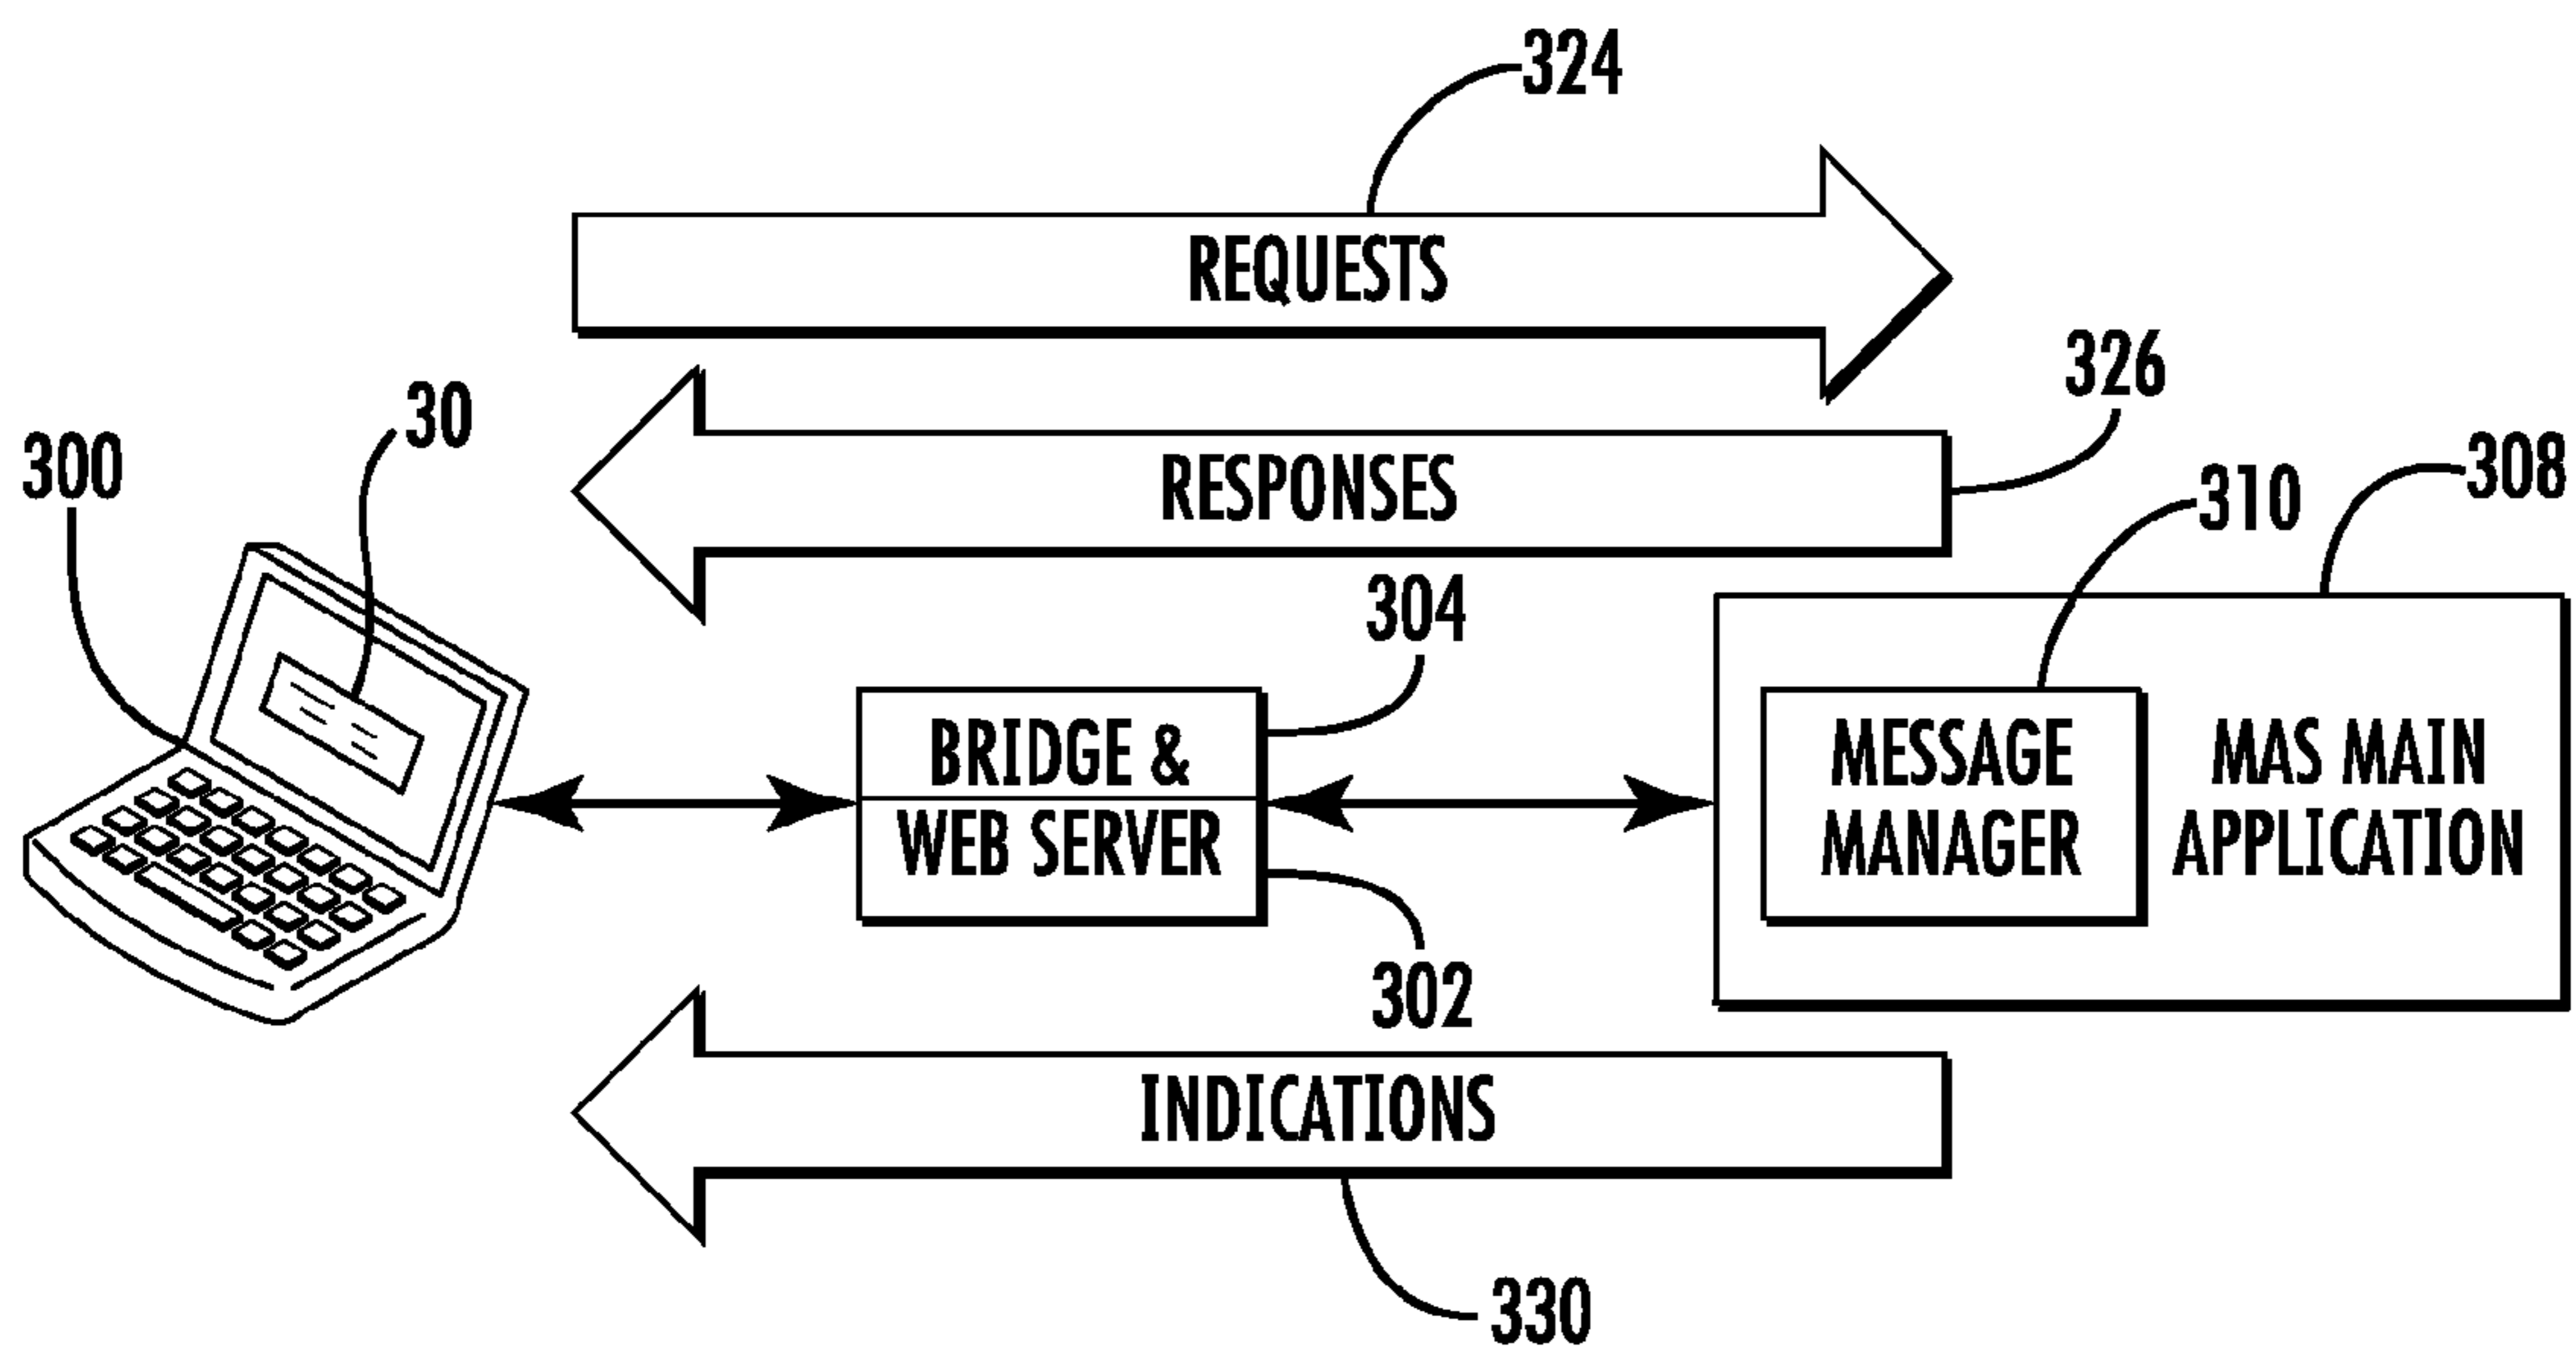 324
REQUESTS
326
30
300
RESPONSES
308
310
304
BRIDGE &
WEB SERVER
MESSAGE
MANAGER
MAS MAIN
APPLICATION
302
INDICATIONS
330